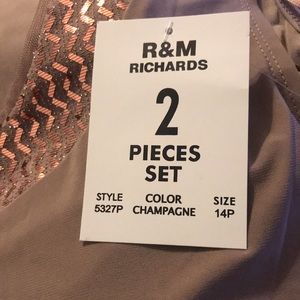 R&M
RICHARDS
2
PIECES
SET
STYLE COLOR SIZE
5327P CHAMPAGNE 14P